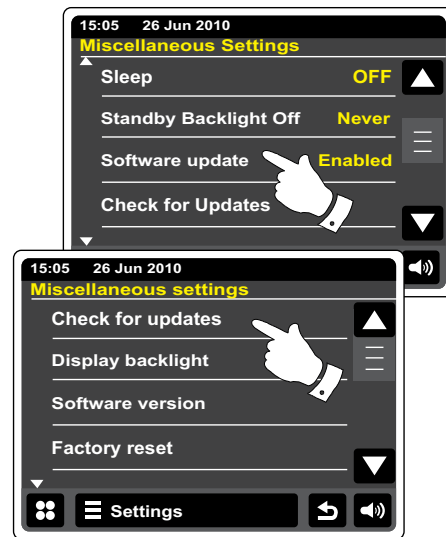 15:05 26 Jun 2010
Miscellaneous Settings
Sleep OFF
Standby Backlight Off Never
Software update Enabled
Check for Updates
15:05 26 Jun 2010
Miscellaneous settings
Check for updates
Display backlight
Software version
Factory reset
Settings